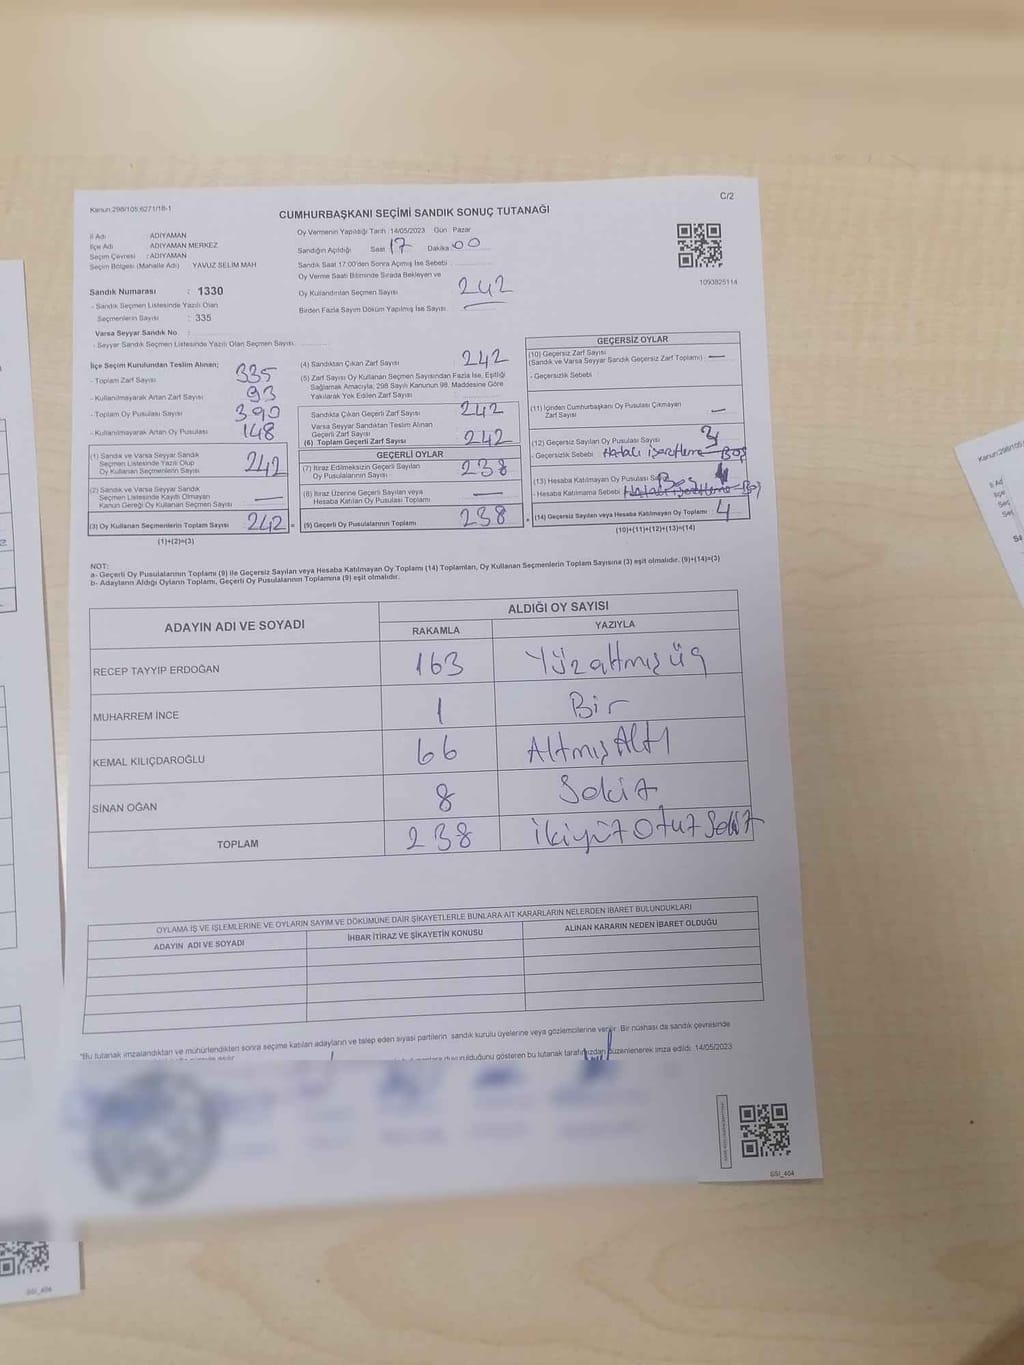 Kanun:298/105;6271/18-1
C/2
CUMHURBAŞKANI SEÇİMİ SANDIK SONUÇ TUTANAĞI
İl Adı : ADIYAMAN
İlçe Adı : ADIYAMAN MERKEZ
Seçim Çevresi : ADIYAMAN
Seçim Bölgesi (Mahalle Adı) YAVUZ SELİM MAH
Sandık Numarası : 1330
- Sandık Seçmen Listesinde Yazılı Olan
Seçmenlerin Sayısı : 335
Varsa Seyyar Sandık No :
- Seyyar Sandık Seçmen Listesinde Yazılı Olan Seçmen Sayısı
Oy Vermenin Yapıldığı Tarih :14/05/2023 Gün : Pazar
Sandığın Açıldığı Saat 17 Dakika 00
Sandık Saat 17:00'den Sonra Açılmış İse Sebebi
Oy Verme Saati Bitiminde Sırada Bekleyen ve
Oy Kullandırılan Seçmen Sayısı 242
Birden Fazla Sayım Döküm Yapılmış İse Sayısı
1093825114
İlçe Seçim Kurulundan Teslim Alınan;
- Toplam Zarf Sayısı 335
- Kullanılmayarak Artan Zarf Sayısı 93
- Toplam Oy Pusulası Sayısı 390
- Kullanılmayarak Artan Oy Pusulası 148
(1) Sandık ve Varsa Seyyar Sandık
Seçmen Listesinde Yazılı Olup
Oy Kullanan Seçmenlerin Sayısı 242
(2) Sandık ve Varsa Seyyar Sandık
Seçmen Listesinde Kayıtlı Olmayan
Kanun Gereği Oy Kullanan Seçmen Sayısı —
(3) Oy Kullanan Seçmenlerin Toplam Sayısı 242 =
(1)+(2)=(3)
(4) Sandıktan Çıkan Zarf Sayısı 242
(5) Zarf Sayısı Oy Kullanan Seçmen Sayısından Fazla İse, Eşitliği
Sağlamak Amacıyla, 298 Sayılı Kanunun 98. Maddesine Göre
Yakılarak Yok Edilen Zarf Sayısı
Sandıkta Çıkan Geçerli Zarf Sayısı 242
Varsa Seyyar Sandıktan Teslim Alınan
Geçerli Zarf Sayısı
(6) Toplam Geçerli Zarf Sayısı 242
GEÇERLİ OYLAR
(7) İtiraz Edilmeksizin Geçerli Sayılan
Oy Pusulalarının Sayısı 238
(8) İtiraz Üzerine Geçerli Sayılan veya
Hesaba Katılan Oy Pusulası Toplamı —
(9) Geçerli Oy Pusulalarının Toplamı 238 +
GEÇERSİZ OYLAR
(10) Geçersiz Zarf Sayısı
(Sandık ve Varsa Seyyar Sandık Geçersiz Zarf Toplamı) —
- Geçersizlik Sebebi
(11) İçinden Cumhurbaşkanı Oy Pusulası Çıkmayan
Zarf Sayısı —
(12) Geçersiz Sayılan Oy Pusulası Sayısı 3
- Geçersizlik Sebebi Hatalı işaretleme - Boş
(13) Hesaba Katılmayan Oy Pusulası
- Hesaba Katılmama Sebebi Hatalı işaretleme
(14) Geçersiz Sayılan veya Hesaba Katılmayan Oy Toplamı 4
(10)+(11)+(12)+(13)=(14)
NOT:
a- Geçerli Oy Pusulalarının Toplamı (9) ile Geçersiz Sayılan veya Hesaba Katılmayan Oy Toplamı (14) Toplamları, Oy Kullanan Seçmenlerin Toplam Sayısına (3) eşit olmalıdır. (9)+(14)=(3)
b- Adayların Aldığı Oyların Toplamı, Geçerli Oy Pusulalarının Toplamına (9) eşit olmalıdır.
ADAYIN ADI VE SOYADI
ALDIĞI OY SAYISI
RAKAMLA YAZIYLA
RECEP TAYYIP ERDOĞAN 163 Yüzaltmışüç
MUHARREM İNCE 1 Bir
KEMAL KILIÇDAROĞLU 66 AltmışAltı
SİNAN OĞAN 8 Sekiz
TOPLAM 238 ikiyüz Otuz Sekiz
OYLAMA İŞ VE İŞLEMLERİNE VE OYLARIN SAYIM VE DÖKÜMÜNE DAİR ŞİKAYETLERLE BUNLARA AİT KARARLARIN NELERDEN İBARET BULUNDUKLARI
ADAYIN ADI VE SOYADI İHBAR İTİRAZ VE ŞİKAYETİN KONUSU ALINAN KARARIN NEDEN İBARET OLDUĞU
"Bu tutanak imzalandıktan ve mühürlendikten sonra seçime katılan adayların ve talep eden siyasi partilerin sandık kurulu üyelerine veya gözlemcilerine verilir. Bir nüshası da sandık çevresinde
duğunu gösteren bu tutanak tarafımızdan düzenlenerek imza edildi. 14/05/2023
GSI_404
GSI_404
Kanun:298/105